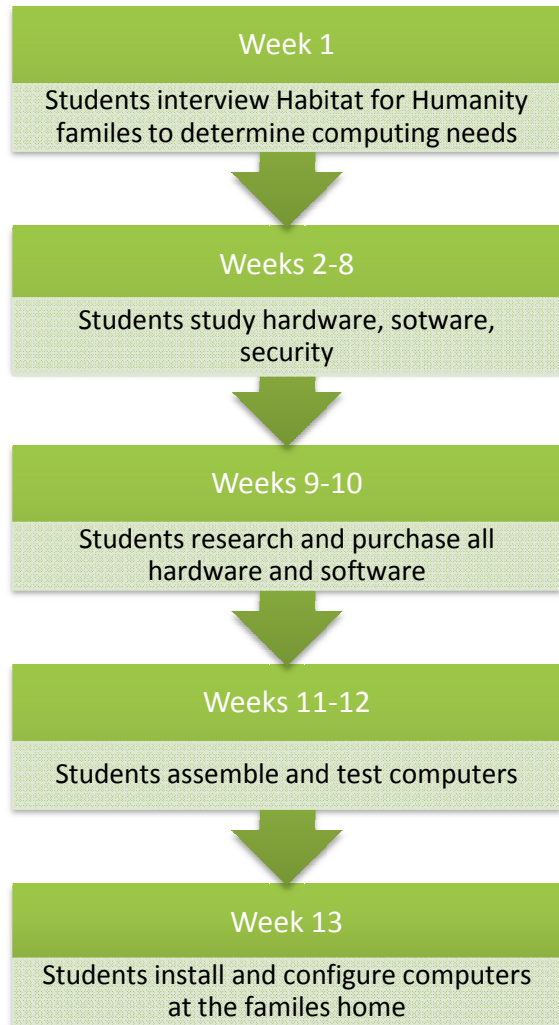 Week 1
Students interview Habitat for Humanity
familes to determine computing needs
Weeks 2-8
Students study hardware, sotware,
security
Weeks 9-10
Students research and purchase all
hardware and software
Weeks 11-12
Students assemble and test computers
Week 13
Students install and configure computers
at the familes home